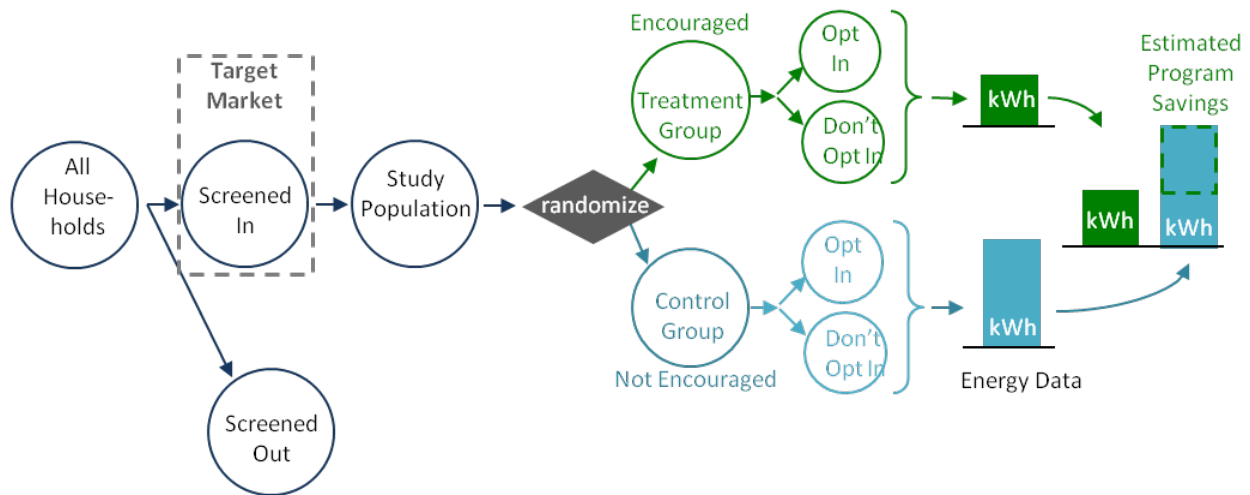 All
House-
holds
Target
Market
Screened
In
Screened
Out
Study
Population
randomize
Encouraged
Treatment
Group
Opt
In
Don't
Opt In
kWh
Control
Group
Not Encouraged
Opt
In
Don't
Opt In
kWh
Energy Data
Estimated
Program
Savings
kWh
kWh